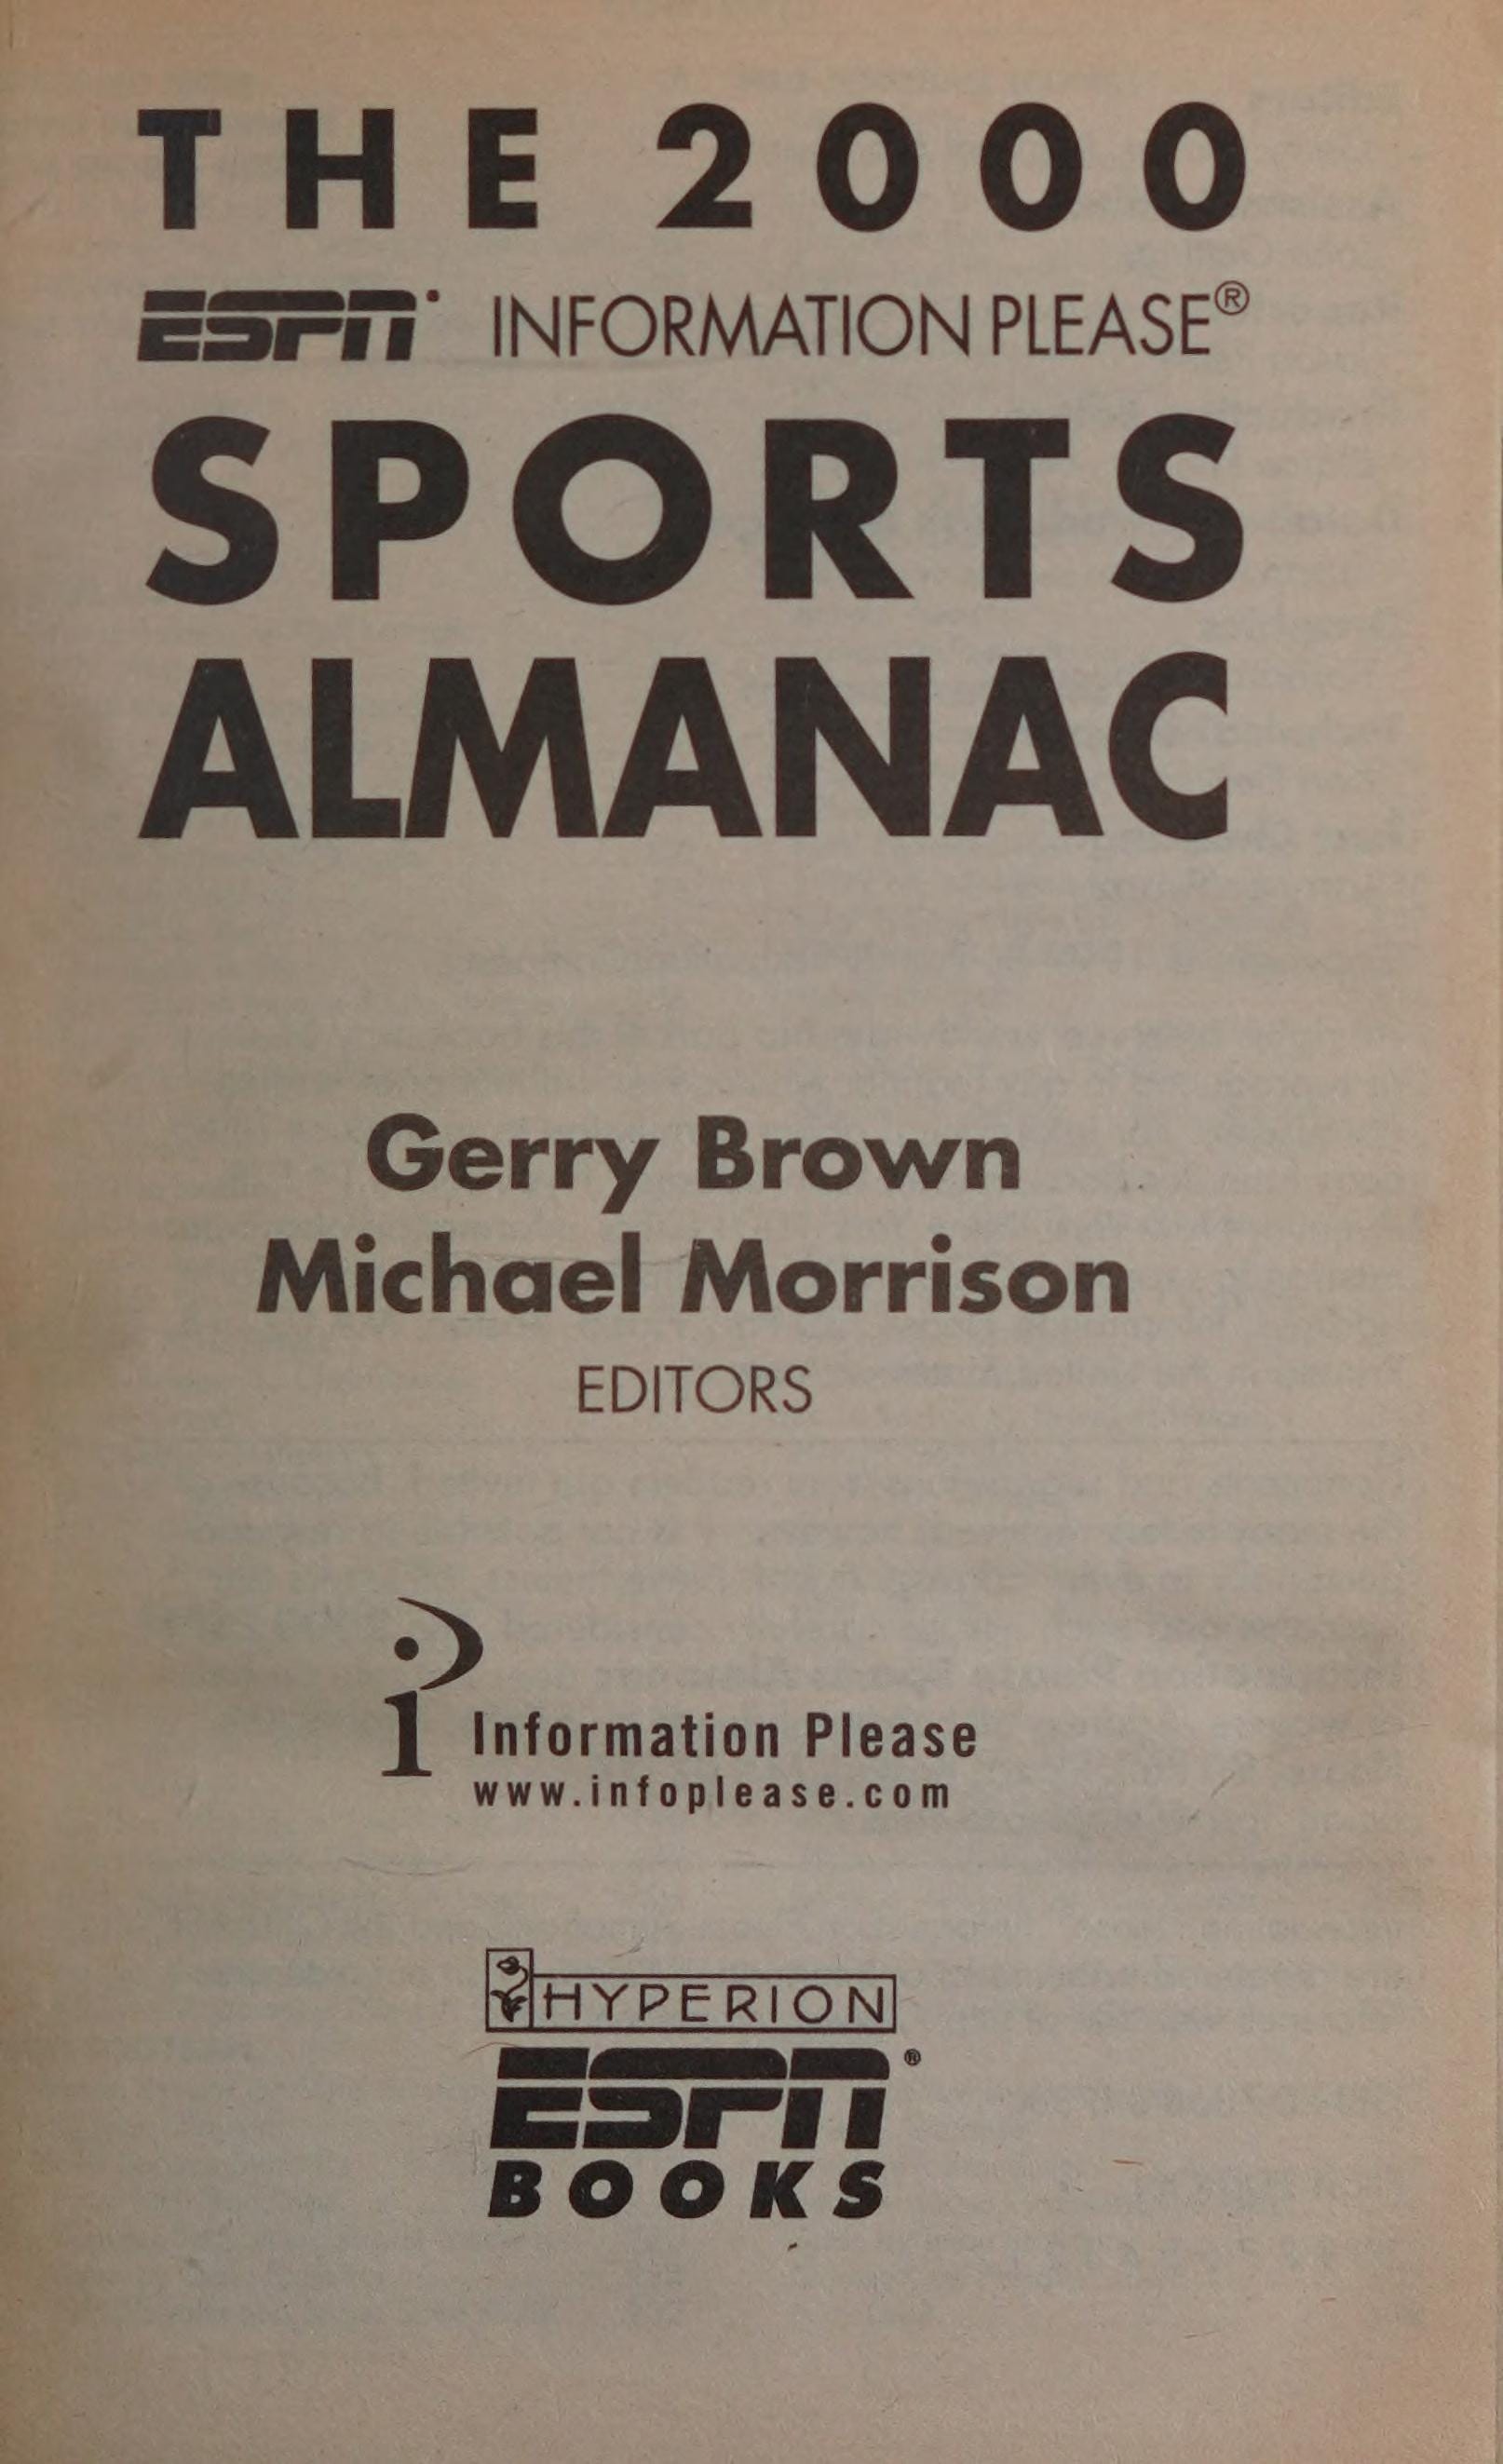 THE 2000
ESPN INFORMATION PLEASE®
SPORTS
ALMANAC
Gerry Brown
Michael Morrison
EDITORS
Information Please
www.infoplease.com
HYPERION
ESPN®
BOOKS